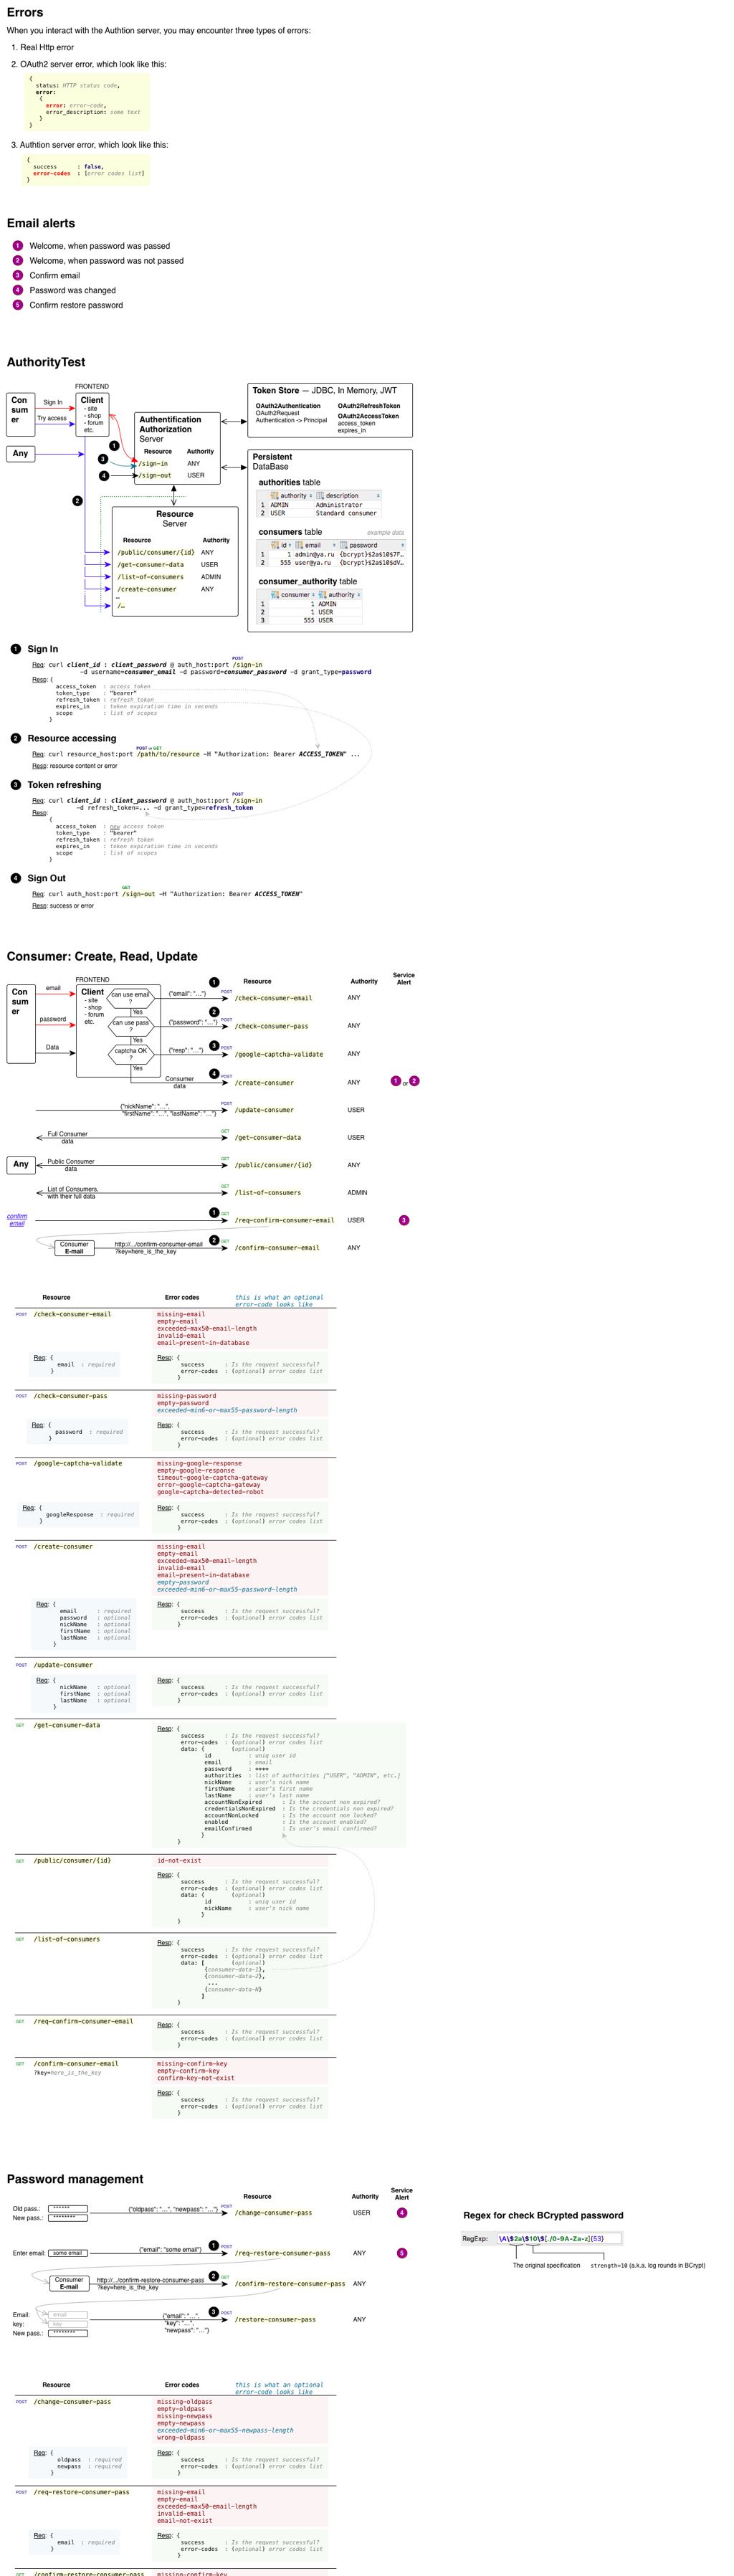 Errors
When you interact with the Authtion server, you may encounter three types of errors:
1. Real Http error
2. OAuth2 server error, which look like this:
{
status: HTTP status code,
error:
{
error: error-code,
error_description: some text
}
}
3. Authtion server error, which look like this:
{
success : false,
error-codes : [error codes list]
}
Email alerts
1 Welcome, when password was passed
2 Welcome, when password was not passed
3 Confirm email
4 Password was changed
5 Confirm restore password
AuthorityTest
FRONTEND
Con
sum
er
Sign In
Try access
Client
- site
- shop
- forum
etc.
Any
Authentification
Authorization
Server
Resource Authority
/sign-in ANY
/sign-out USER
1
3
4
2
Token Store — JDBC, In Memory, JWT
OAuth2Authentication
OAuth2Request
Authentication -> Principal
OAuth2RefreshToken
OAuth2AccessToken
access_token
expires_in
Persistent
DataBase
authorities table
authority description
1 ADMIN Administrator
2 USER Standard consumer
consumers table example data
id email password
1 1 admin@ya.ru {bcrypt}$2a$10$7F…
2 555 user@ya.ru {bcrypt}$2a$10$dV…
consumer_authority table
consumer authority
1 1 ADMIN
2 1 USER
3 555 USER
Resource
Server
Resource Authority
/public/consumer/{id} ANY
/get-consumer-data USER
/list-of-consumers ADMIN
/create-consumer ANY
…
/…
1 Sign In
POST
Req: curl client_id : client_password @ auth_host:port /sign-in
-d username=consumer_email -d password=consumer_password -d grant_type=password
Resp: {
access_token : access token
token_type : "bearer"
refresh_token : refresh token
expires_in : token expiration time in seconds
scope : list of scopes
}
2 Resource accessing
POST or GET
Req: curl resource_host:port /path/to/resource -H "Authorization: Bearer ACCESS_TOKEN" ...
Resp: resource content or error
3 Token refreshing
POST
Req: curl client_id : client_password @ auth_host:port /sign-in
-d refresh_token=... -d grant_type=refresh_token
Resp:
{
access_token : new access token
token_type : "bearer"
refresh_token : refresh token
expires_in : token expiration time in seconds
scope : list of scopes
}
4 Sign Out
GET
Req: curl auth_host:port /sign-out -H "Authorization: Bearer ACCESS_TOKEN"
Resp: success or error
Consumer: Create, Read, Update
FRONTEND
Resource Authority Service
Alert
Con
sum
er
email
password
Data
Client
- site
- shop
- forum
etc.
can use email
?
Yes
can use pass
?
Yes
captcha OK
?
Yes
1 {"email": "…"} POST /check-consumer-email ANY
2 {"password": "…"} POST /check-consumer-pass ANY
3 {"resp": "…"} POST /google-captcha-validate ANY
4 Consumer
data POST /create-consumer ANY 1 or 2
{"nickName": "…",
"firstName": "…", "lastName": "…"} POST /update-consumer USER
Full Consumer
data GET /get-consumer-data USER
Any Public Consumer
data GET /public/consumer/{id} ANY
List of Consumers,
with their full data GET /list-of-consumers ADMIN
confirm
email 1 GET /req-confirm-consumer-email USER 3
Consumer
E-mail http://.../confirm-consumer-email
?key=here_is_the_key 2 GET /confirm-consumer-email ANY
Resource Error codes this is what an optional
error-code looks like
POST /check-consumer-email missing-email
empty-email
exceeded-max50-email-length
invalid-email
email-present-in-database
Req: {
email : required
}
Resp: {
success : Is the request successful?
error-codes : (optional) error codes list
}
POST /check-consumer-pass missing-password
empty-password
exceeded-min6-or-max55-password-length
Req: {
password : required
}
Resp: {
success : Is the request successful?
error-codes : (optional) error codes list
}
POST /google-captcha-validate missing-google-response
empty-google-response
timeout-google-captcha-gateway
error-google-captcha-gateway
google-captcha-detected-robot
Req: {
googleResponse : required
}
Resp: {
success : Is the request successful?
error-codes : (optional) error codes list
}
POST /create-consumer missing-email
empty-email
exceeded-max50-email-length
invalid-email
email-present-in-database
empty-password
exceeded-min6-or-max55-password-length
Req: {
email : required
password : optional
nickName : optional
firstName : optional
lastName : optional
}
Resp: {
success : Is the request successful?
error-codes : (optional) error codes list
}
POST /update-consumer
Req: {
nickName : optional
firstName : optional
lastName : optional
}
Resp: {
success : Is the request successful?
error-codes : (optional) error codes list
}
GET /get-consumer-data
Resp: {
success : Is the request successful?
error-codes : (optional) error codes list
data: { (optional)
id : uniq user id
email : email
password : ****
authorities : list of authorities ["USER", "ADMIN", etc.]
nickName : user's nick name
firstName : user's first name
lastName : user's last name
accountNonExpired : Is the account non expired?
credentialsNonExpired : Is the credentials non expired?
accountNonLocked : Is the account non locked?
enabled : Is the account enabled?
emailConfirmed : Is user's email confirmed?
}
}
GET /public/consumer/{id} id-not-exist
Resp: {
success : Is the request successful?
error-codes : (optional) error codes list
data: { (optional)
id : uniq user id
nickName : user's nick name
}
}
GET /list-of-consumers
Resp: {
success : Is the request successful?
error-codes : (optional) error codes list
data: [ (optional)
{consumer-data-1},
{consumer-data-2},
...
{consumer-data-N}
]
}
GET /req-confirm-consumer-email
Resp: {
success : Is the request successful?
error-codes : (optional) error codes list
}
GET /confirm-consumer-email missing-confirm-key
?key=here_is_the_key empty-confirm-key
confirm-key-not-exist
Resp: {
success : Is the request successful?
error-codes : (optional) error codes list
}
Password management
Resource Authority Service
Alert
Old pass.: ******
New pass.: ********
{"oldpass": "…", "newpass": "…"} POST /change-consumer-pass USER 4
Enter email: some email {"email": "some email"} 1 POST /req-restore-consumer-pass ANY 5
Consumer
E-mail http://.../confirm-restore-consumer-pass
?key=here_is_the_key 2 GET /confirm-restore-consumer-pass ANY
Email: email
key: key
New pass.: ********
{"email": "…",
"key": "…",
"newpass": "…"} 3 POST /restore-consumer-pass ANY
Regex for check BCrypted password
RegExp: \A\$2a\$10\$[./0-9A-Za-z]{53}
The original specification strength=10 (a.k.a. log rounds in BCrypt)
Resource Error codes this is what an optional
error-code looks like
POST /change-consumer-pass missing-oldpass
empty-oldpass
missing-newpass
empty-newpass
exceeded-min6-or-max55-newpass-length
wrong-oldpass
Req: {
oldpass : required
newpass : required
}
Resp: {
success : Is the request successful?
error-codes : (optional) error codes list
}
POST /req-restore-consumer-pass missing-email
empty-email
exceeded-max50-email-length
invalid-email
email-not-exist
Req: {
email : required
}
Resp: {
success : Is the request successful?
error-codes : (optional) error codes list
}
GET /confirm-restore-consumer-pass missing-confirm-key